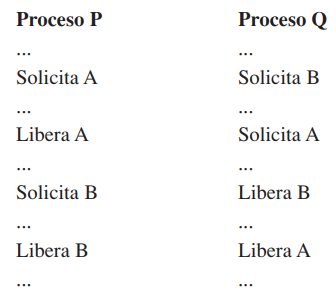 Proceso P Proceso Q
... ...
Solicita A Solicita B
... ...
Libera A Solicita A
... ...
Solicita B Libera B
... ...
Libera B Libera A
... ...